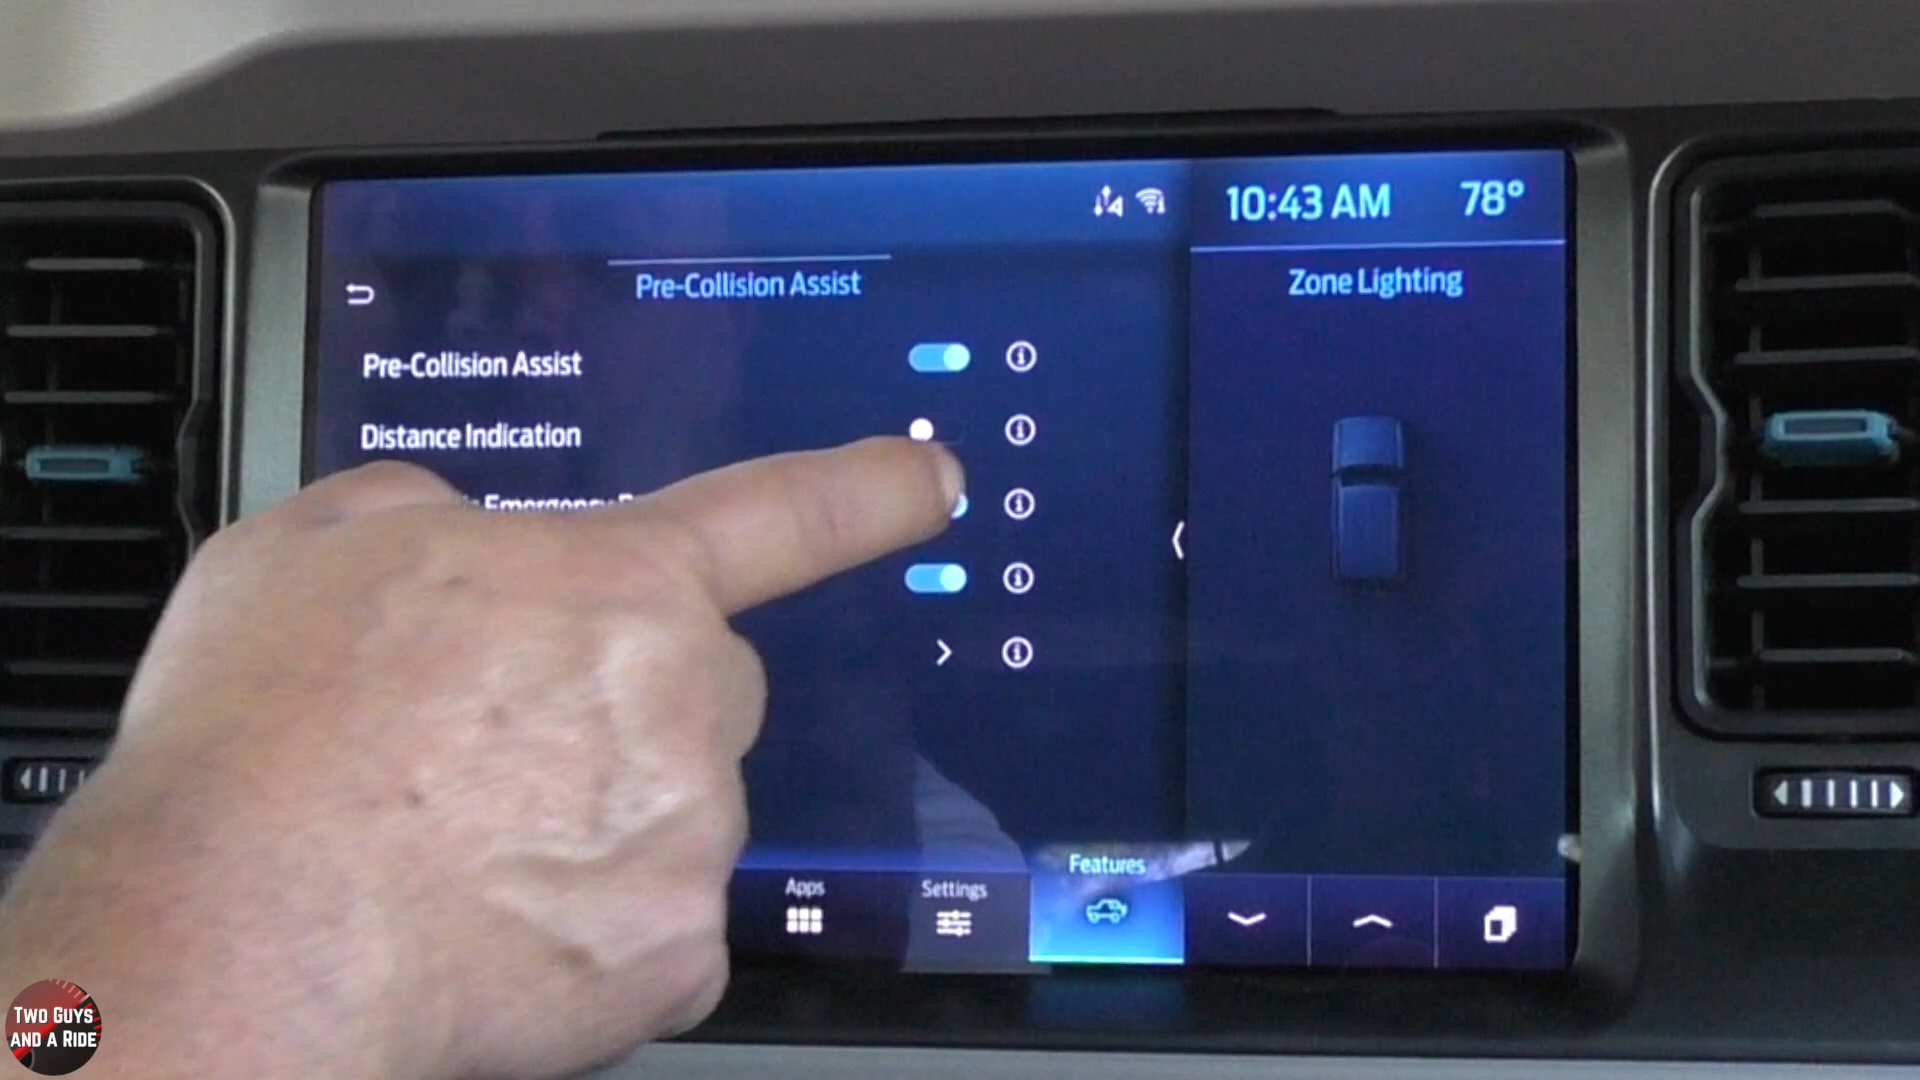 10:43 AM 78°
Pre-Collision Assist
Zone Lighting
Pre-Collision Assist
Distance Indication
Emergency
Apps
Settings
Features
TWO GUYS
AND A RIDE